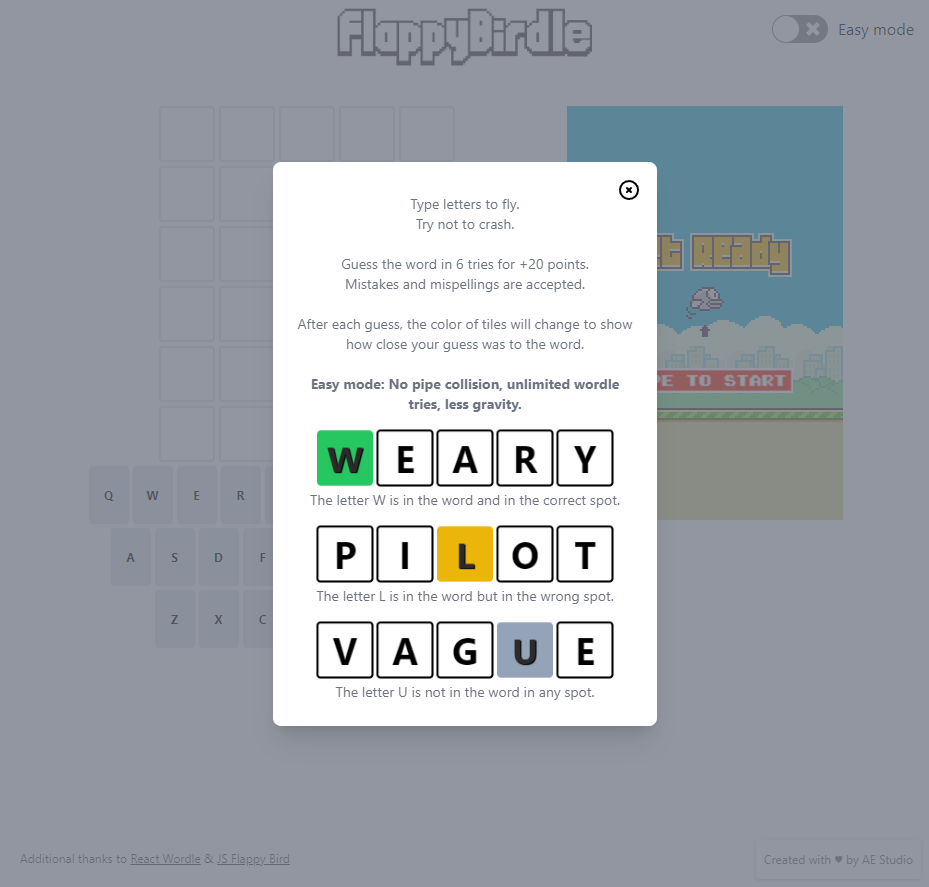 FlappyBirdle
Easy mode
Type letters to fly.
Try not to crash.
Guess the word in 6 tries for +20 points.
Mistakes and mispellings are accepted.
After each guess, the color of tiles will change to show
how close your guess was to the word.
Easy mode: No pipe collision, unlimited wordle
tries, less gravity.
W E A R Y
The letter W is in the word and in the correct spot.
P I L O T
The letter L is in the word but in the wrong spot.
V A G U E
The letter U is not in the word in any spot.
Ready
TO START
Q W E R
A S D F
Z X C
Additional thanks to React Wordle & JS Flappy Bird
Created with ♥ by AE Studio